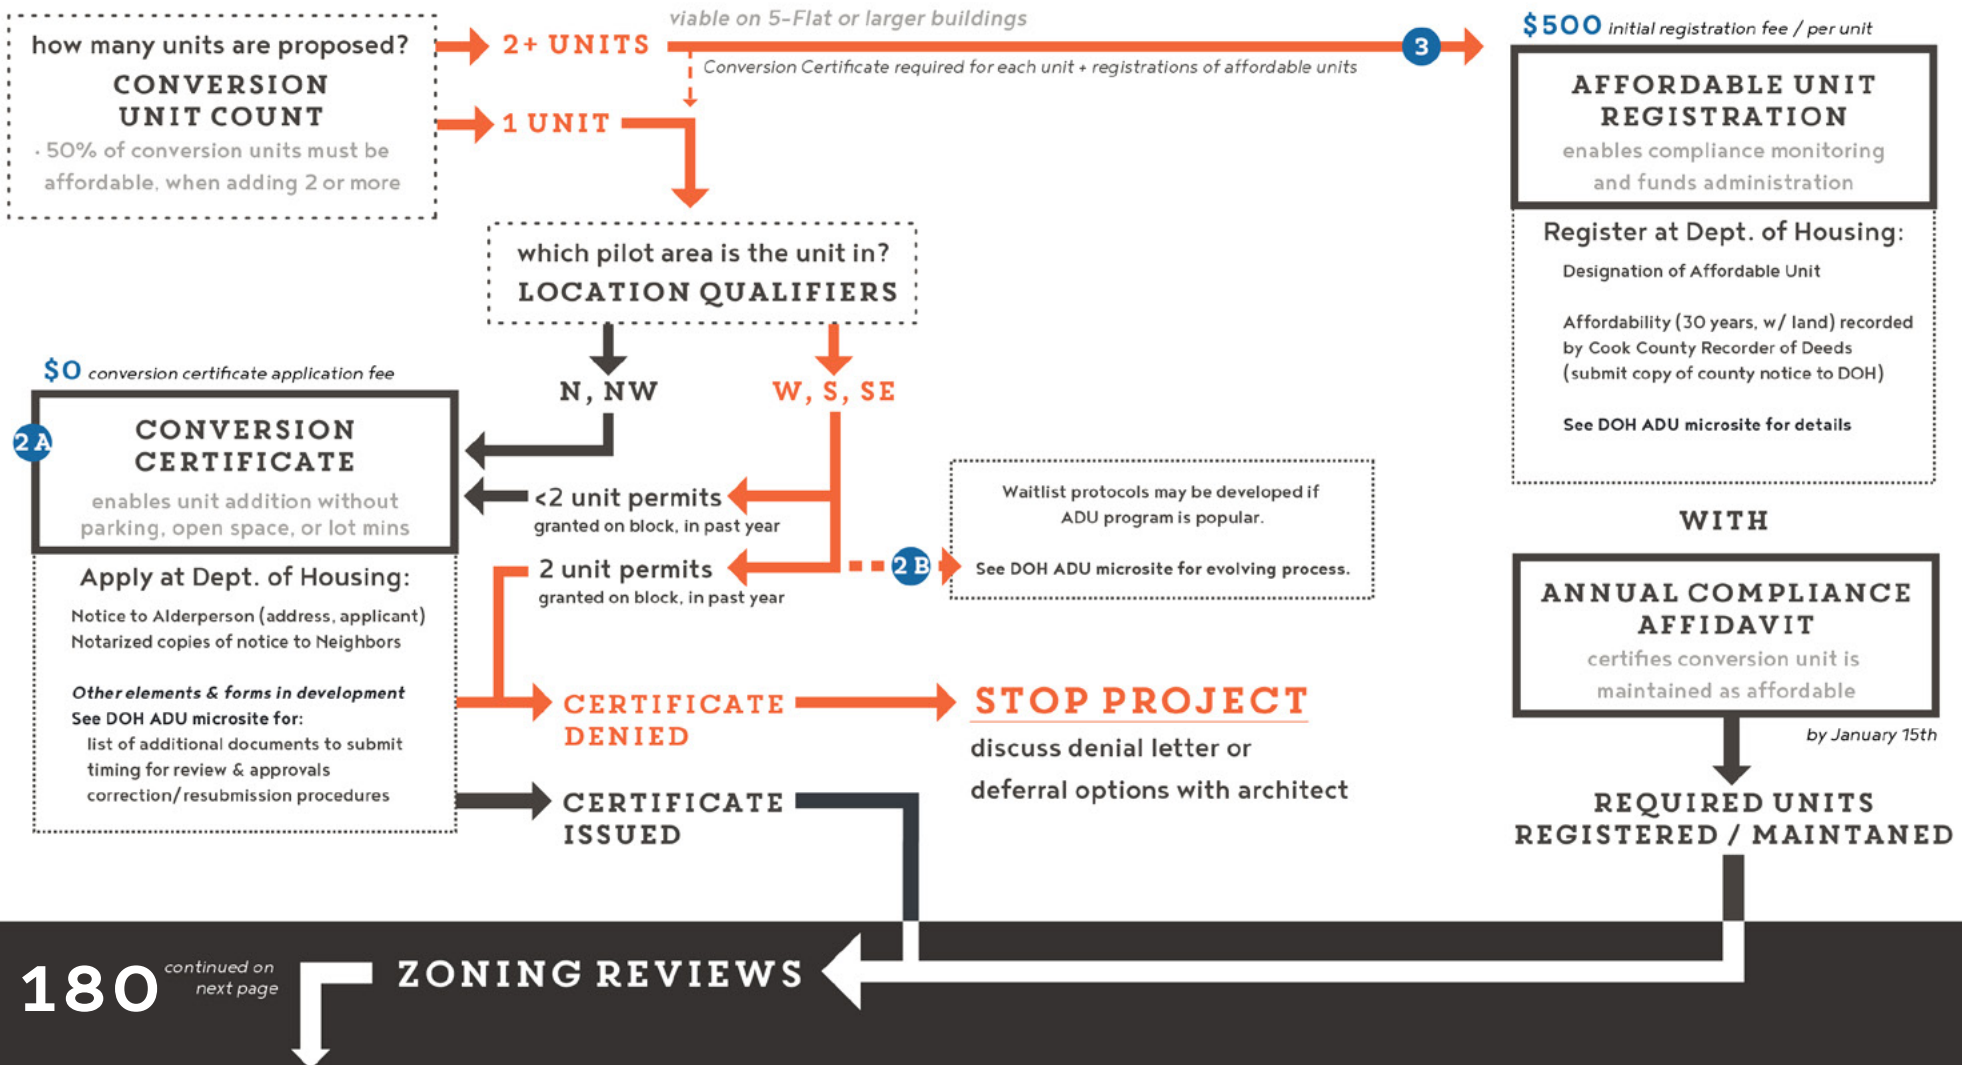 how many units are proposed?
CONVERSION
UNIT COUNT
· 50% of conversion units must be
affordable, when adding 2 or more
2+ UNITS
viable on 5-Flat or larger buildings
Conversion Certificate required for each unit + registrations of affordable units
3
1 UNIT
$500 initial registration fee / per unit
AFFORDABLE UNIT
REGISTRATION
enables compliance monitoring
and funds administration
Register at Dept. of Housing:
Designation of Affordable Unit
Affordability (30 years, w/ land) recorded
by Cook County Recorder of Deeds
(submit copy of county notice to DOH)
See DOH ADU microsite for details
WITH
ANNUAL COMPLIANCE
AFFIDAVIT
certifies conversion unit is
maintained as affordable
by January 15th
REQUIRED UNITS
REGISTERED / MAINTANED
which pilot area is the unit in?
LOCATION QUALIFIERS
N, NW
W, S, SE
<2 unit permits
granted on block, in past year
2 unit permits
granted on block, in past year
2 B
Waitlist protocols may be developed if
ADU program is popular.
See DOH ADU microsite for evolving process.
$0 conversion certificate application fee
2 A
CONVERSION
CERTIFICATE
enables unit addition without
parking, open space, or lot mins
Apply at Dept. of Housing:
Notice to Alderperson (address, applicant)
Notarized copies of notice to Neighbors
Other elements & forms in development
See DOH ADU microsite for:
list of additional documents to submit
timing for review & approvals
correction/resubmission procedures
CERTIFICATE
DENIED
STOP PROJECT
discuss denial letter or
deferral options with architect
CERTIFICATE
ISSUED
180
continued on
next page
ZONING REVIEWS